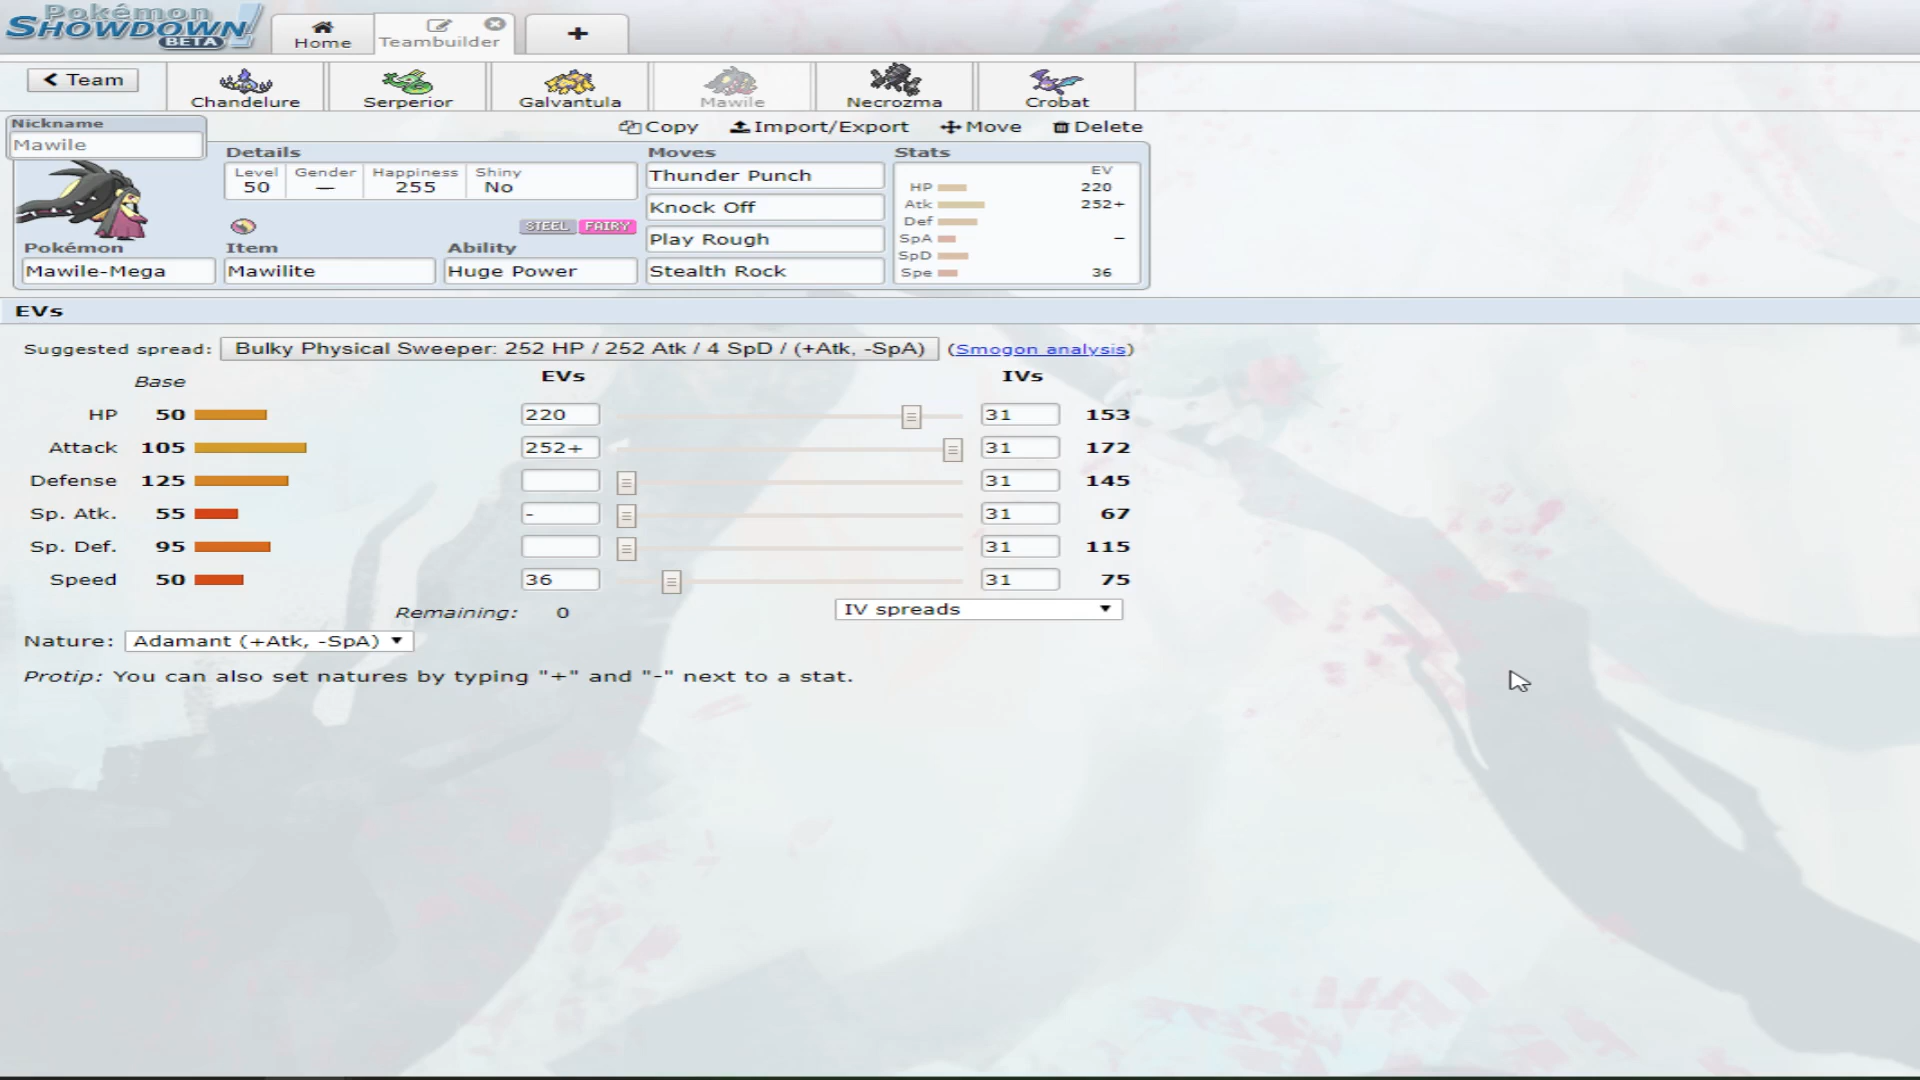 Pokémon
SHOWDOWN!
BETA
Home
Teambuilder
+
Team
Chandelure
Serperior
Galvantula
Mawile
Necrozma
Crobat
Nickname
Mawile
Copy
Import/Export
Move
Delete
Details
Level
50
Gender
—
Happiness
255
Shiny
No
STEEL
FAIRY
Pokémon
Mawile-Mega
Item
Mawilite
Ability
Huge Power
Moves
Thunder Punch
Knock Off
Play Rough
Stealth Rock
Stats
EV
HP 220
Atk 252+
Def
SpA −
SpD
Spe 36
EVs
Suggested spread: Bulky Physical Sweeper: 252 HP / 252 Atk / 4 SpD / (+Atk, -SpA) (Smogon analysis)
Base EVs IVs
HP 50 220 31 153
Attack 105 252+ 31 172
Defense 125 31 145
Sp. Atk. 55 - 31 67
Sp. Def. 95 31 115
Speed 50 36 31 75
Remaining: 0 IV spreads
Nature: Adamant (+Atk, -SpA)
Protip: You can also set natures by typing "+" and "-" next to a stat.